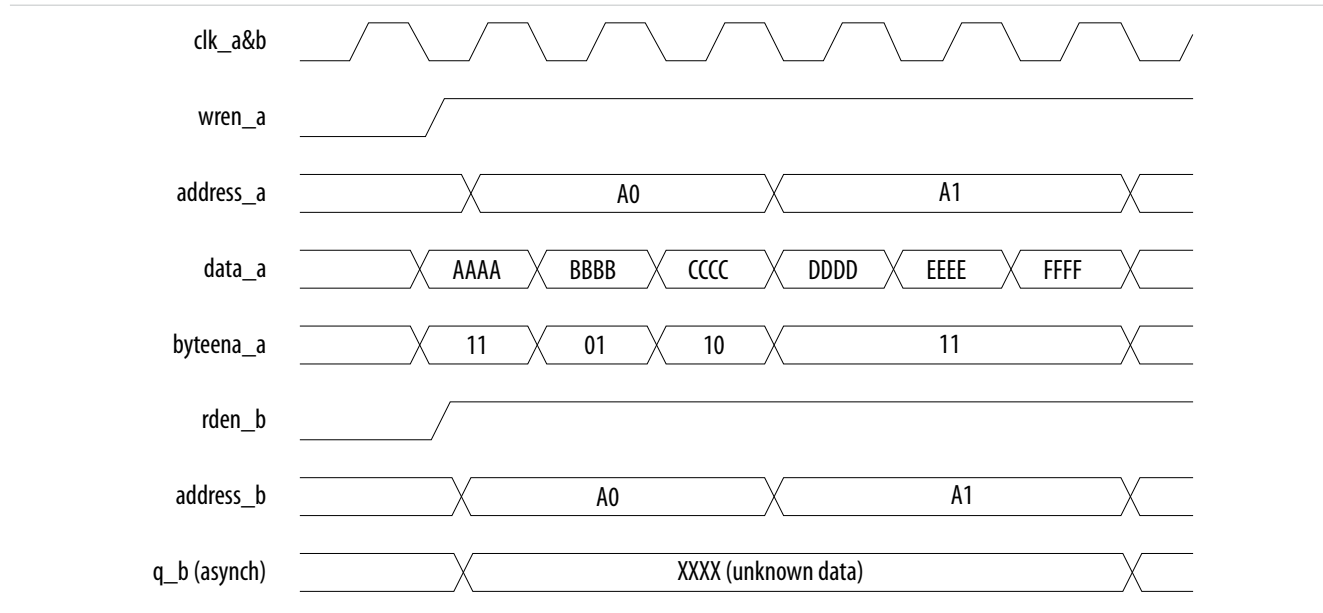 clk_a&b
wren_a
address_a A0 A1
data_a AAAA BBBB CCCC DDDD EEEE FFFF
byteena_a 11 01 10 11
rden_b
address_b A0 A1
q_b (asynch) XXXX (unknown data)